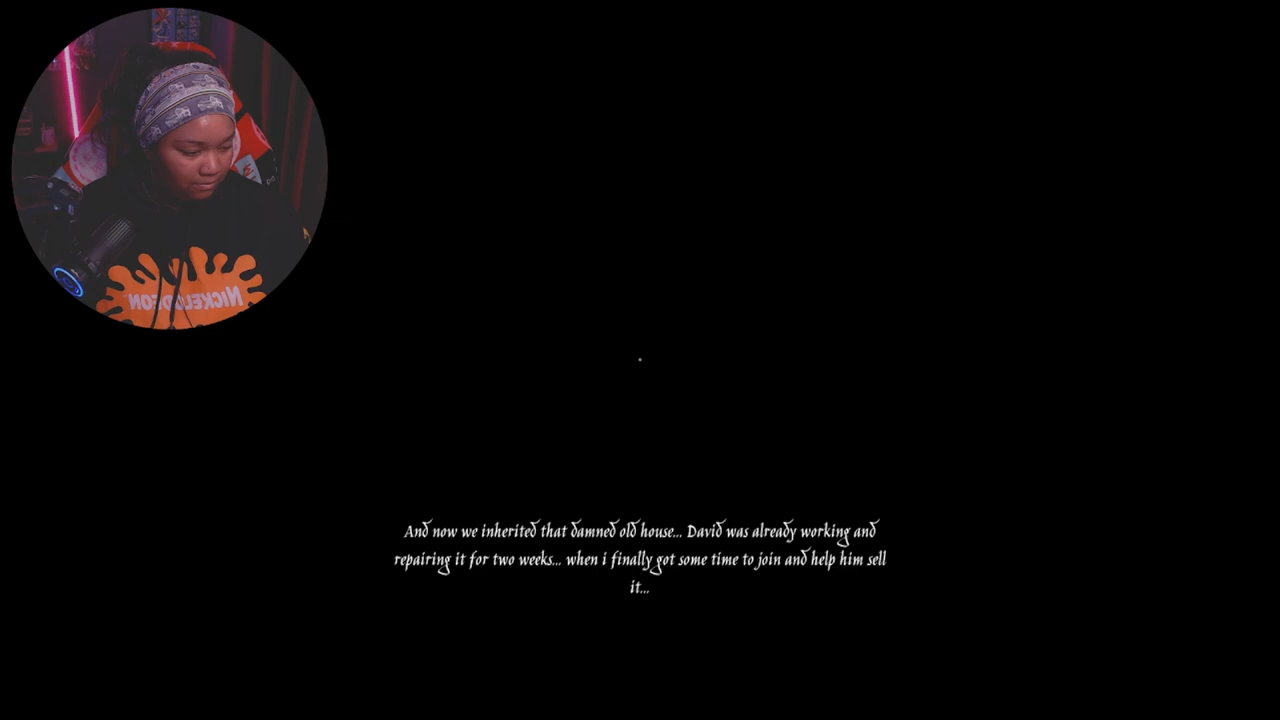 NICKELODEON
And now we inherited that damned old house... David was already working and
repairing it for two weeks... when i finally got some time to join and help him sell
it...